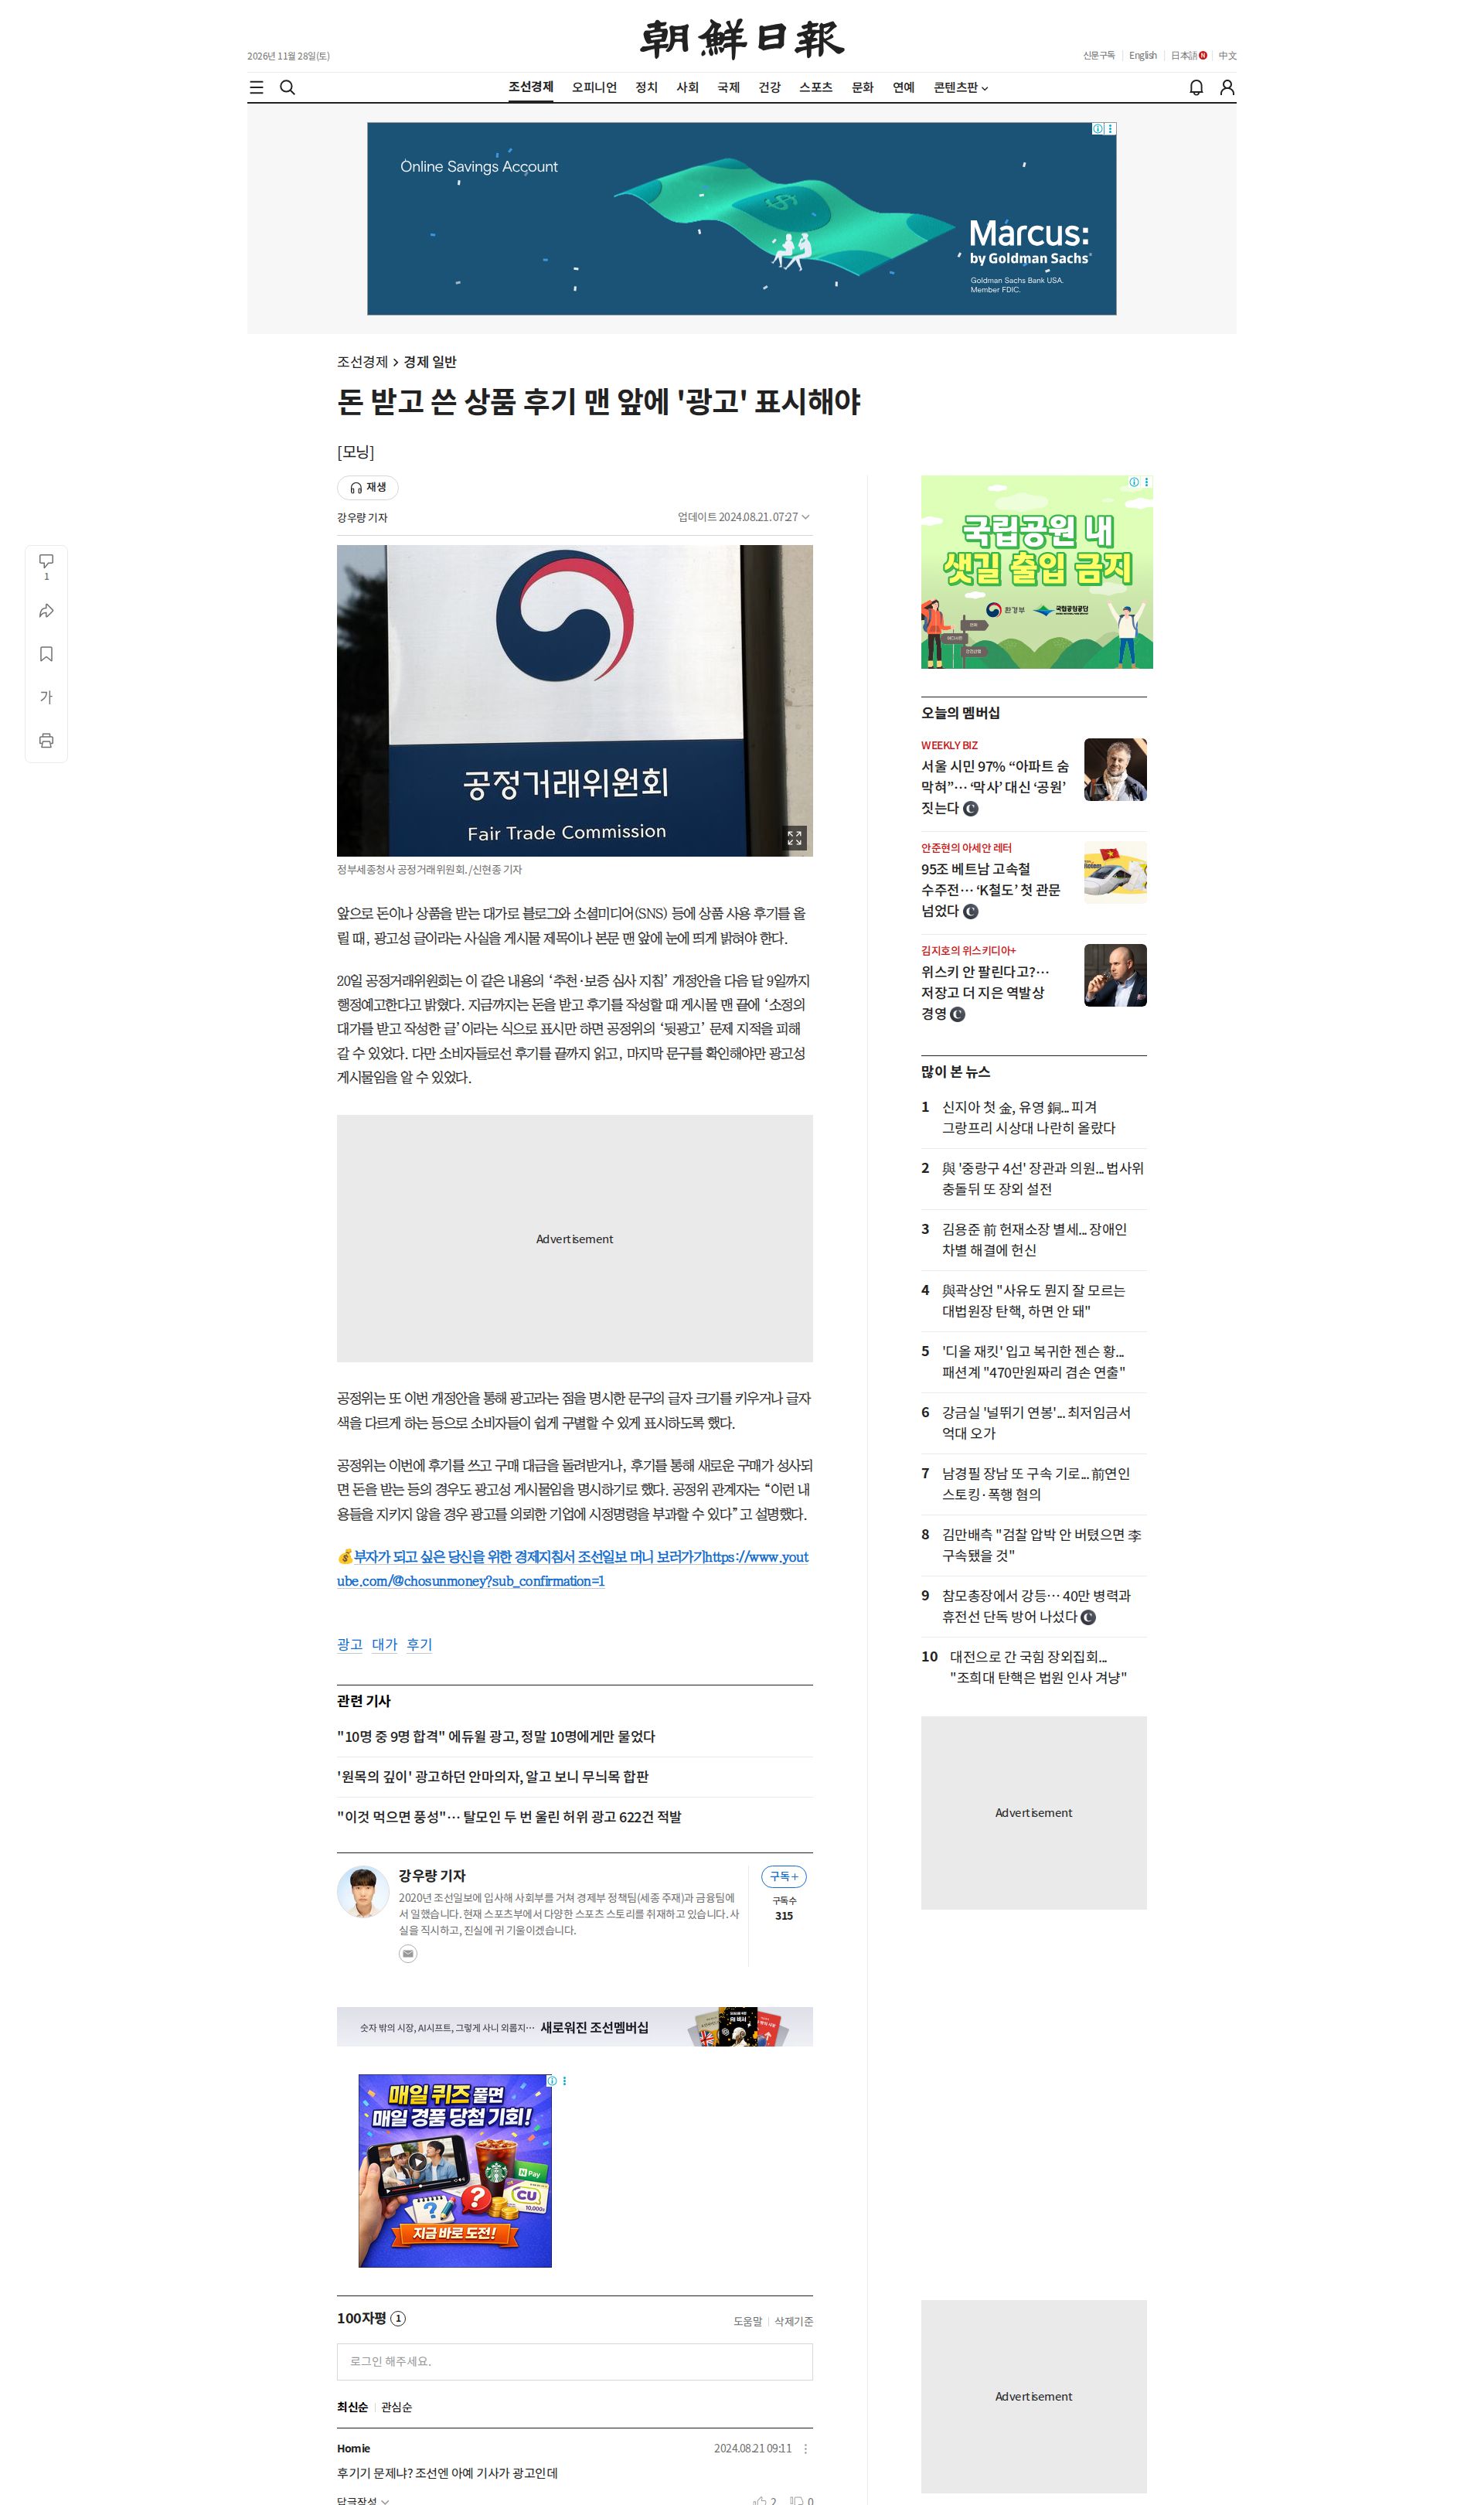 2026년 11월 28일(토)
朝鮮日報
신문구독 English 日本語 N 中文
조선경제 오피니언 정치 사회 국제 건강 스포츠 문화 연예 콘텐츠판
Online Savings Account
Marcus:
by Goldman Sachs
Goldman Sachs Bank USA.
Member FDIC.
조선경제 > 경제 일반
돈 받고 쓴 상품 후기 맨 앞에 '광고' 표시해야
[모닝]
재생
강우량 기자
업데이트 2024.08.21. 07:27
1
가
공정거래위원회
Fair Trade Commission
정부세종청사 공정거래위원회./신현종 기자
앞으로 돈이나 상품을 받는 대가로 블로그와 소셜미디어(SNS) 등에 상품 사용 후기를 올
릴 때, 광고성 글이라는 사실을 게시물 제목이나 본문 맨 앞에 눈에 띄게 밝혀야 한다.
20일 공정거래위원회는 이 같은 내용의 ‘추천·보증 심사 지침’ 개정안을 다음 달 9일까지
행정예고한다고 밝혔다. 지금까지는 돈을 받고 후기를 작성할 때 게시물 맨 끝에 ‘소정의
대가를 받고 작성한 글’이라는 식으로 표시만 하면 공정위의 ‘뒷광고’ 문제 지적을 피해
갈 수 있었다. 다만 소비자들로선 후기를 끝까지 읽고, 마지막 문구를 확인해야만 광고성
게시물임을 알 수 있었다.
Advertisement
공정위는 또 이번 개정안을 통해 광고라는 점을 명시한 문구의 글자 크기를 키우거나 글자
색을 다르게 하는 등으로 소비자들이 쉽게 구별할 수 있게 표시하도록 했다.
공정위는 이번에 후기를 쓰고 구매 대금을 돌려받거나, 후기를 통해 새로운 구매가 성사되
면 돈을 받는 등의 경우도 광고성 게시물임을 명시하기로 했다. 공정위 관계자는 “이런 내
용들을 지키지 않을 경우 광고를 의뢰한 기업에 시정명령을 부과할 수 있다”고 설명했다.
💰부자가 되고 싶은 당신을 위한 경제지침서 조선일보 머니 보러가기https://www.yout
ube.com/@chosunmoney?sub_confirmation=1
광고 대가 후기
관련 기사
"10명 중 9명 합격" 에듀윌 광고, 정말 10명에게만 물었다
'원목의 깊이' 광고하던 안마의자, 알고 보니 무늬목 합판
"이것 먹으면 풍성"… 탈모인 두 번 울린 허위 광고 622건 적발
강우량 기자
2020년 조선일보에 입사해 사회부를 거쳐 경제부 정책팀(세종 주재)과 금융팀에
서 일했습니다. 현재 스포츠부에서 다양한 스포츠 스토리를 취재하고 있습니다. 사
실을 직시하고, 진실에 귀 기울이겠습니다.
구독+
구독수
315
숫자 밖의 시장, AI시프트, 그렇게 사니 외롭지… 새로워진 조선멤버십
매일 퀴즈 풀면
매일 경품 당첨 기회!
N Pay
CU
10,000
지금 바로 도전!
100자평 1
도움말 삭제기준
로그인 해주세요.
최신순 관심순
Homie
2024.08.21 09:11
후기기 문제냐? 조선엔 아예 기사가 광고인데
답글작성
2 0
국립공원 내
샛길 출입 금지
환경부 국립공원공단
오늘의 멤버십
WEEKLY BIZ
서울 시민 97% “아파트 숨
막혀”… ‘막사’ 대신 ‘공원’
짓는다
안준현의 아세안 레터
95조 베트남 고속철
수주전… ‘K철도’ 첫 관문
넘었다
김지호의 위스키디아+
위스키 안 팔린다고?…
저장고 더 지은 역발상
경영
많이 본 뉴스
1 신지아 첫 金, 유영 銅... 피겨
그랑프리 시상대 나란히 올랐다
2 與 '중랑구 4선' 장관과 의원... 법사위
충돌뒤 또 장외 설전
3 김용준 前 헌재소장 별세... 장애인
차별 해결에 헌신
4 與곽상언 "사유도 뭔지 잘 모르는
대법원장 탄핵, 하면 안 돼"
5 '디올 재킷' 입고 복귀한 젠슨 황...
패션계 "470만원짜리 겸손 연출"
6 강금실 '널뛰기 연봉'... 최저임금서
억대 오가
7 남경필 장남 또 구속 기로... 前연인
스토킹·폭행 혐의
8 김만배측 "검찰 압박 안 버텼으면 李
구속됐을 것"
9 참모총장에서 강등… 40만 병력과
휴전선 단독 방어 나섰다
10 대전으로 간 국힘 장외집회...
"조희대 탄핵은 법원 인사 겨냥"
Advertisement
Advertisement